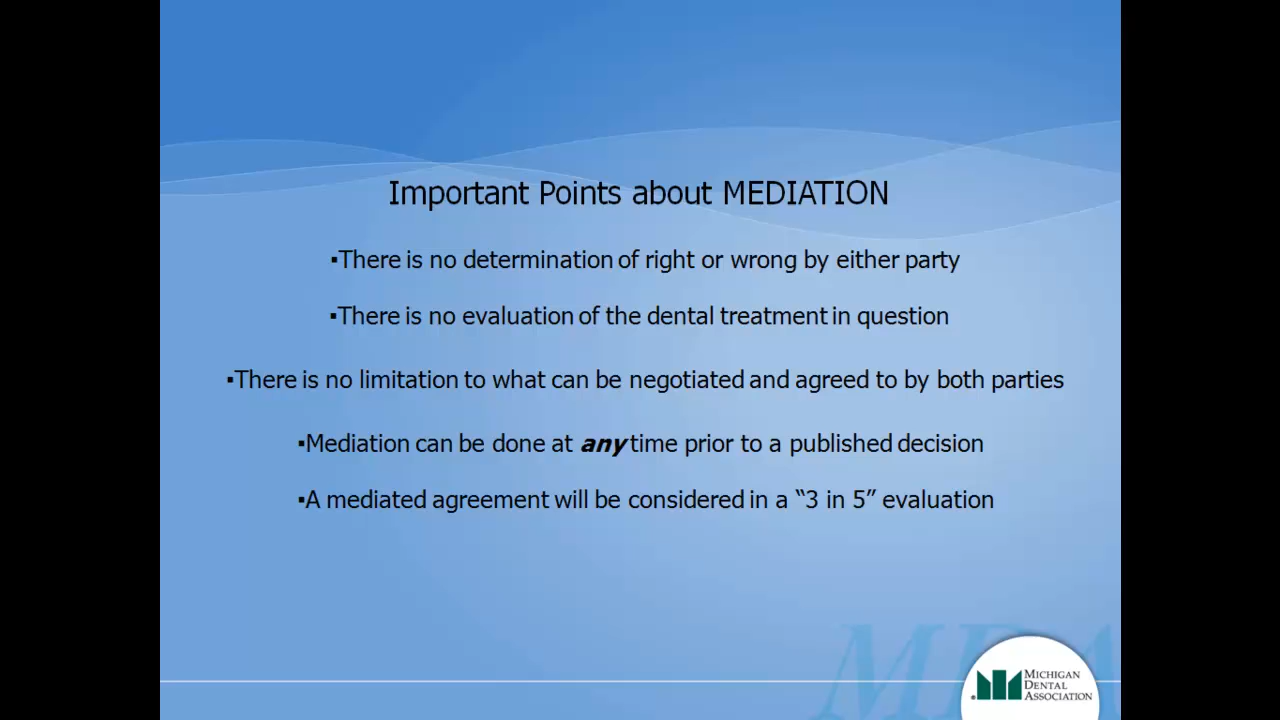 Important Points about MEDIATION
▪There is no determination of right or wrong by either party
▪There is no evaluation of the dental treatment in question
▪There is no limitation to what can be negotiated and agreed to by both parties
▪Mediation can be done at any time prior to a published decision
▪A mediated agreement will be considered in a “3 in 5” evaluation
MDA
MICHIGAN
DENTAL
ASSOCIATION